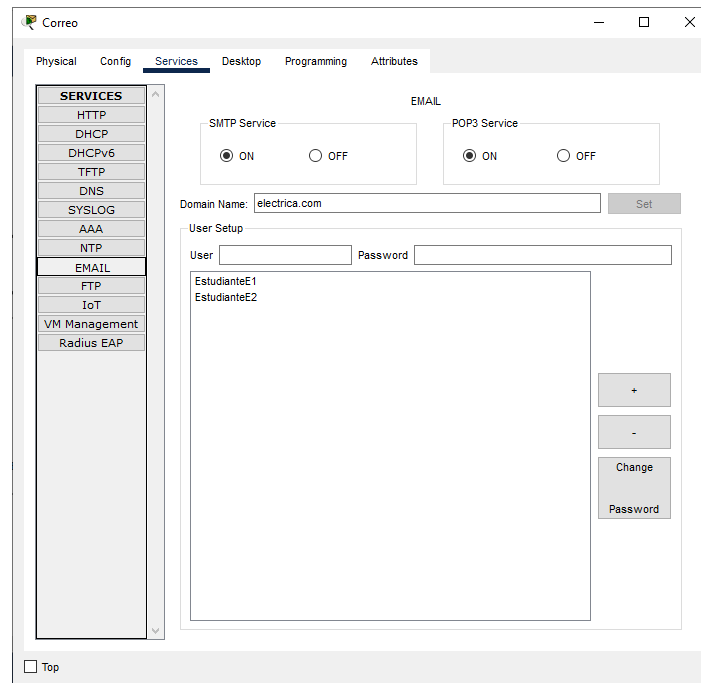 Correo
Physical Config Services Desktop Programming Attributes
SERVICES
HTTP
DHCP
DHCPv6
TFTP
DNS
SYSLOG
AAA
NTP
EMAIL
FTP
IoT
VM Management
Radius EAP
EMAIL
SMTP Service
ON OFF
POP3 Service
ON OFF
Domain Name: electrica.com Set
User Setup
User Password
EstudianteE1
EstudianteE2
+
-
Change
Password
Top